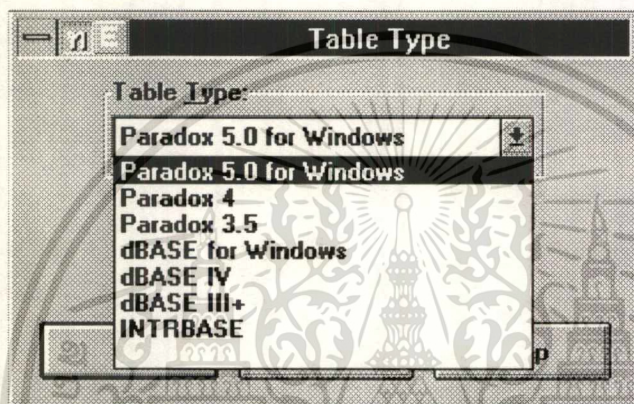 Table Type
Table Type:
Paradox 5.0 for Windows
Paradox 5.0 for Windows
Paradox 4
Paradox 3.5
dBASE for Windows
dBASE IV
dBASE III+
INTRBASE
p